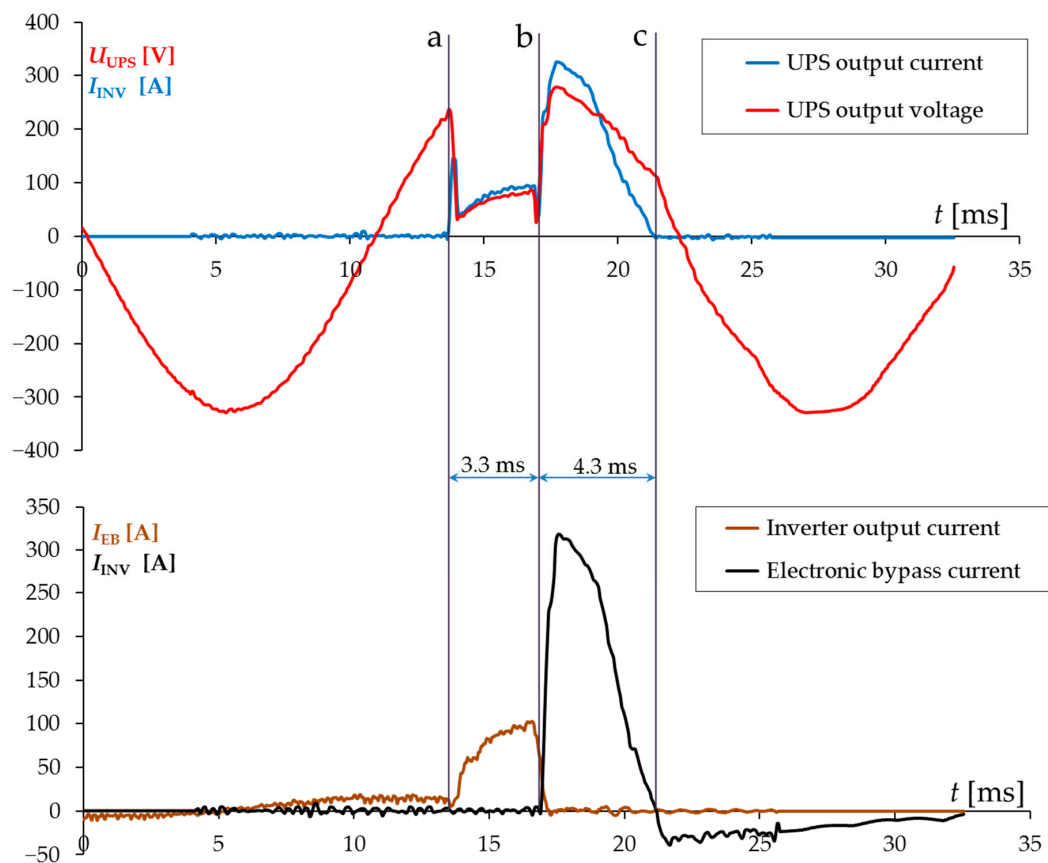 400
300
200
100
0
−100
−200
−300
−400
U_UPS [V]
I_INV [A]
a
b
c
UPS output current
UPS output voltage
t [ms]
0
5
10
15
20
25
30
35
3.3 ms
4.3 ms
350
300
250
200
150
100
50
0
−50
I_EB [A]
I_INV [A]
Inverter output current
Electronic bypass current
t [ms]
0
5
10
15
20
25
30
35